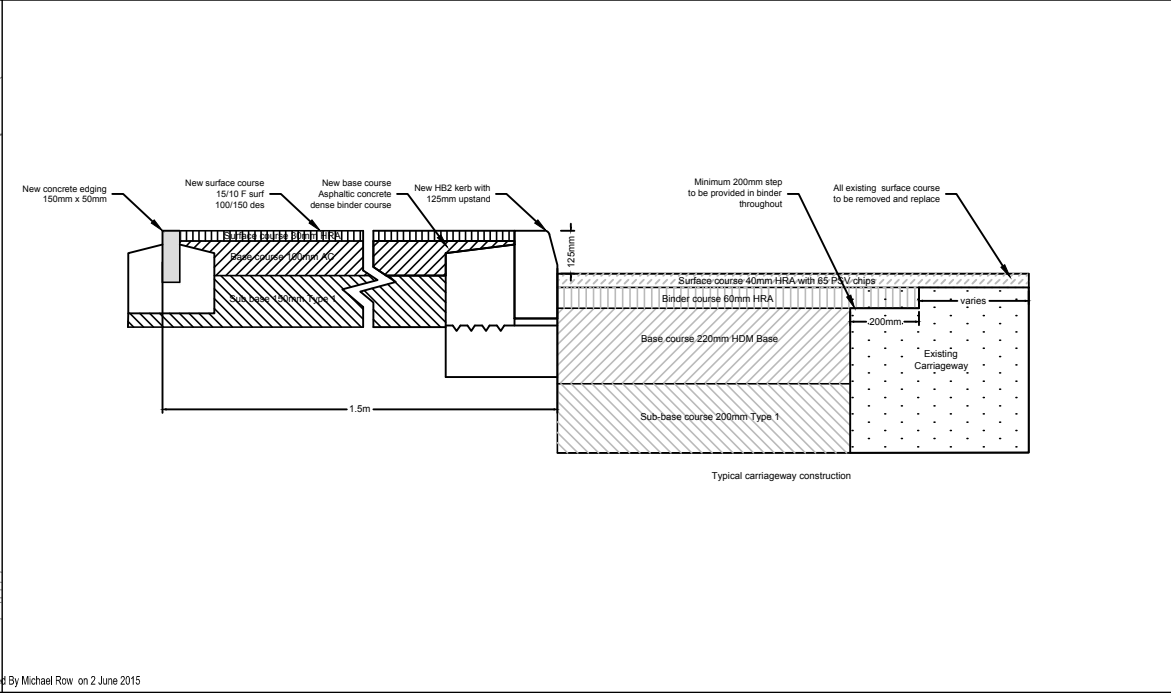 New concrete edging
150mm x 50mm
New surface course
15/10 F surf
100/150 des
New base course
Asphaltic concrete
dense binder course
New HB2 kerb with
125mm upstand
Minimum 200mm step
to be provided in binder
throughout
All existing surface course
to be removed and replace
Surface course 30mm HRA
Base course 100mm AC
Sub base 150mm Type 1
125mm
Surface course 40mm HRA with 65 PSV chips
Binder course 60mm HRA
varies
200mm
Base course 220mm HDM Base
Existing
Carriageway
1.5m
Sub-base course 200mm Type 1
Typical carriageway construction
By Michael Row on 2 June 2015